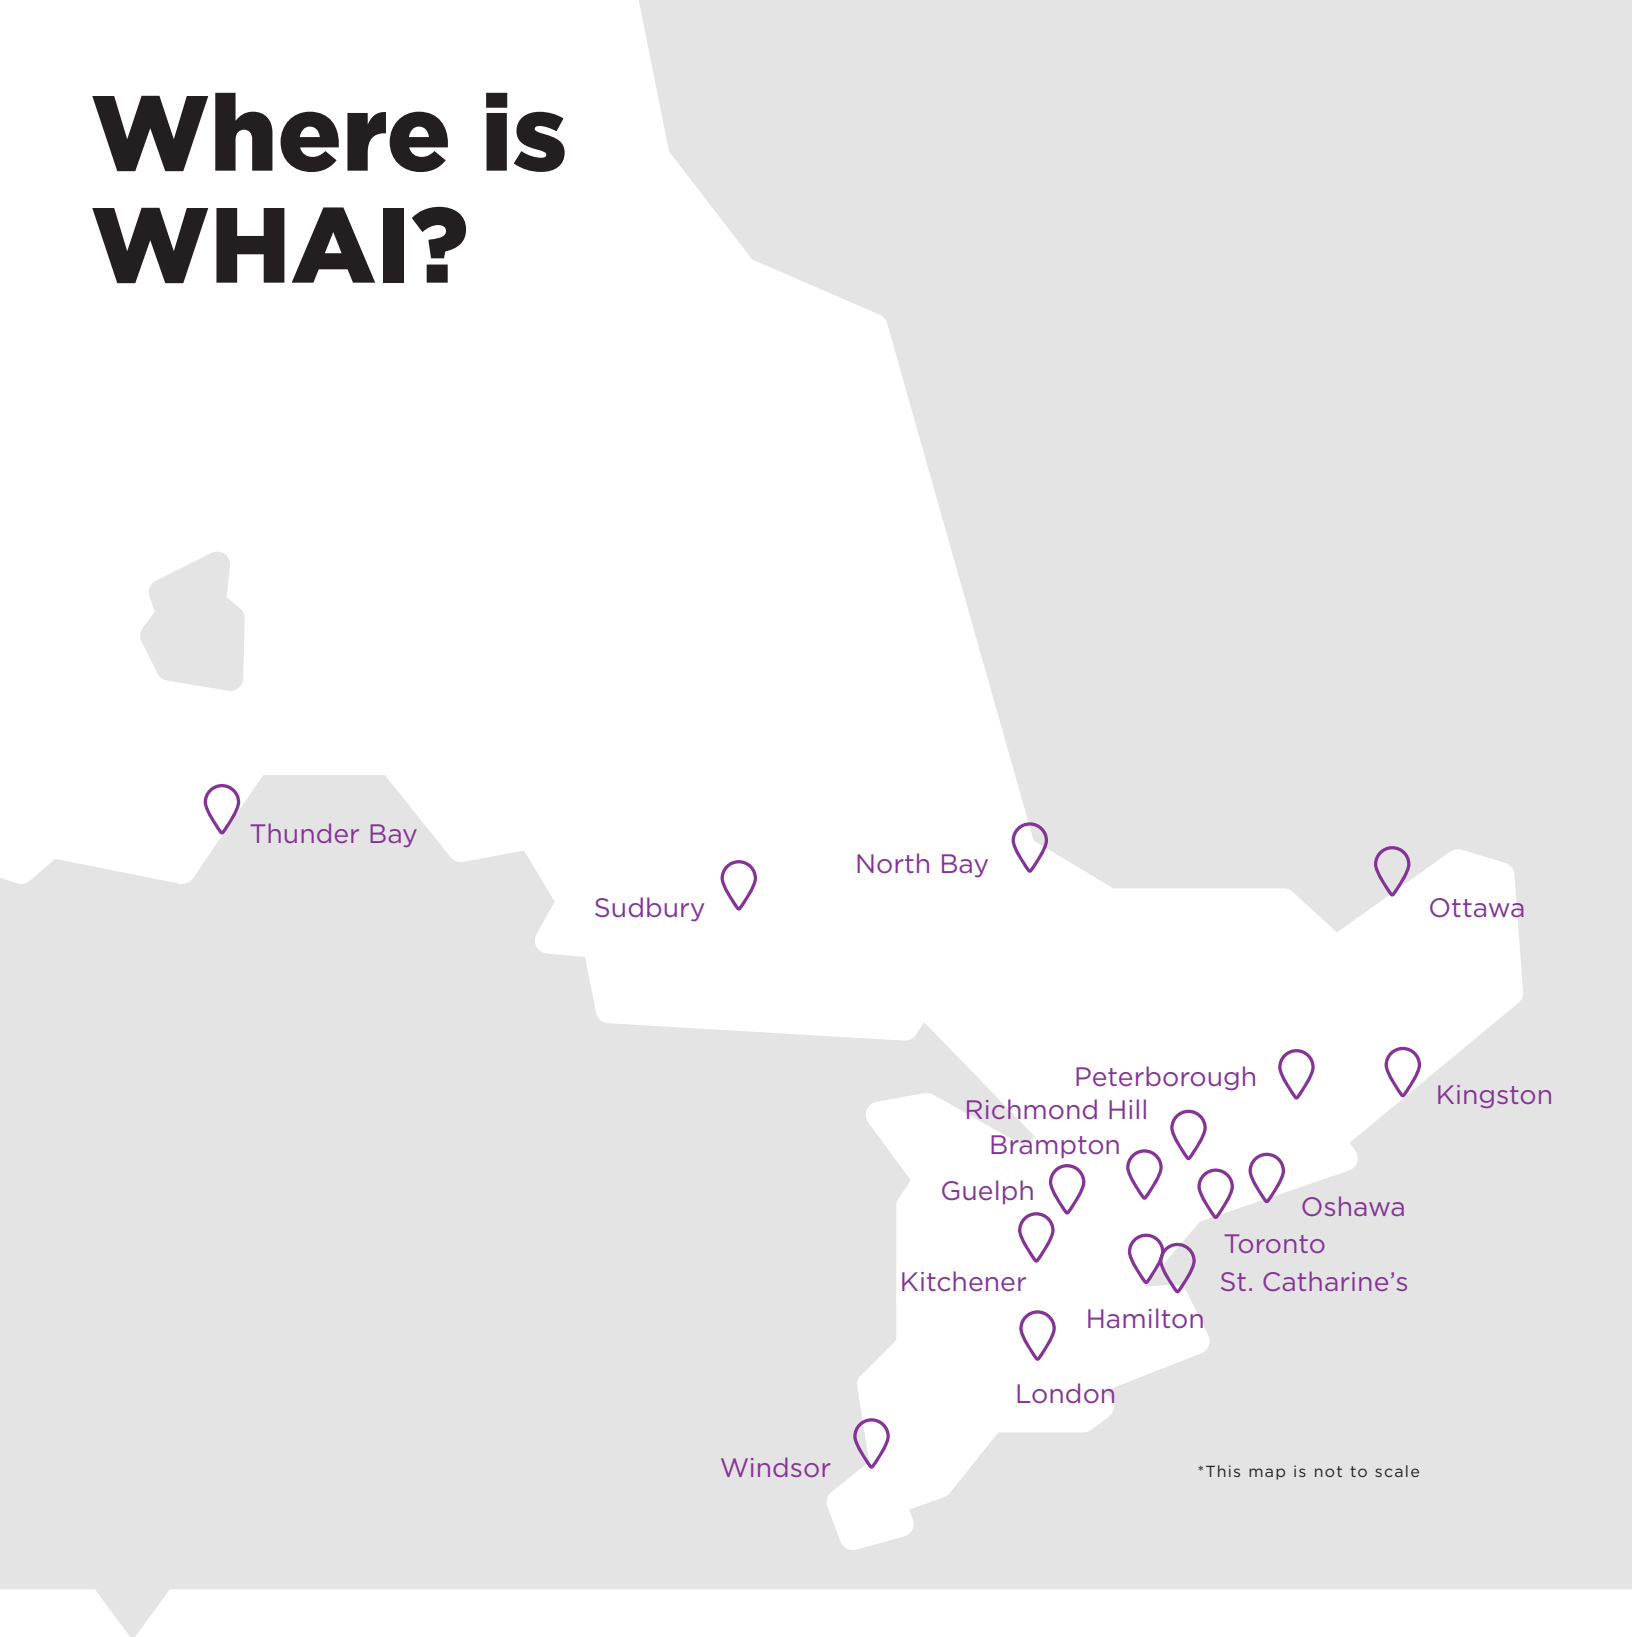 Where is
WHAI?
Thunder Bay
North Bay
Sudbury
Ottawa
Peterborough
Kingston
Richmond Hill
Brampton
Guelph
Oshawa
Toronto
Kitchener
St. Catharine’s
Hamilton
London
Windsor
*This map is not to scale